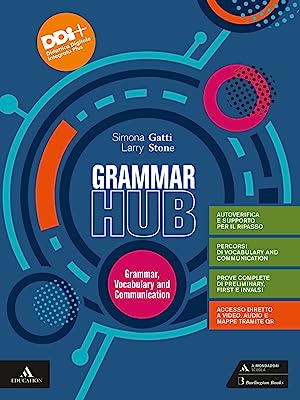 DDI+
Didattica Digitale
Integrata Plus
Simona Gatti
Larry Stone
GRAMMAR
HUB
Grammar,
Vocabulary and
Communication
AUTOVERIFICA
E SUPPORTO
PER IL RIPASSO
PERCORSI
DI VOCABULARY AND
COMMUNICATION
PROVE COMPLETE
DI PRELIMINARY,
FIRST E INVALSI
ACCESSO DIRETTO
A VIDEO, AUDIO E
MAPPE TRAMITE QR
A. MONDADORI
SCUOLA
EDUCATION
B Burlington Books